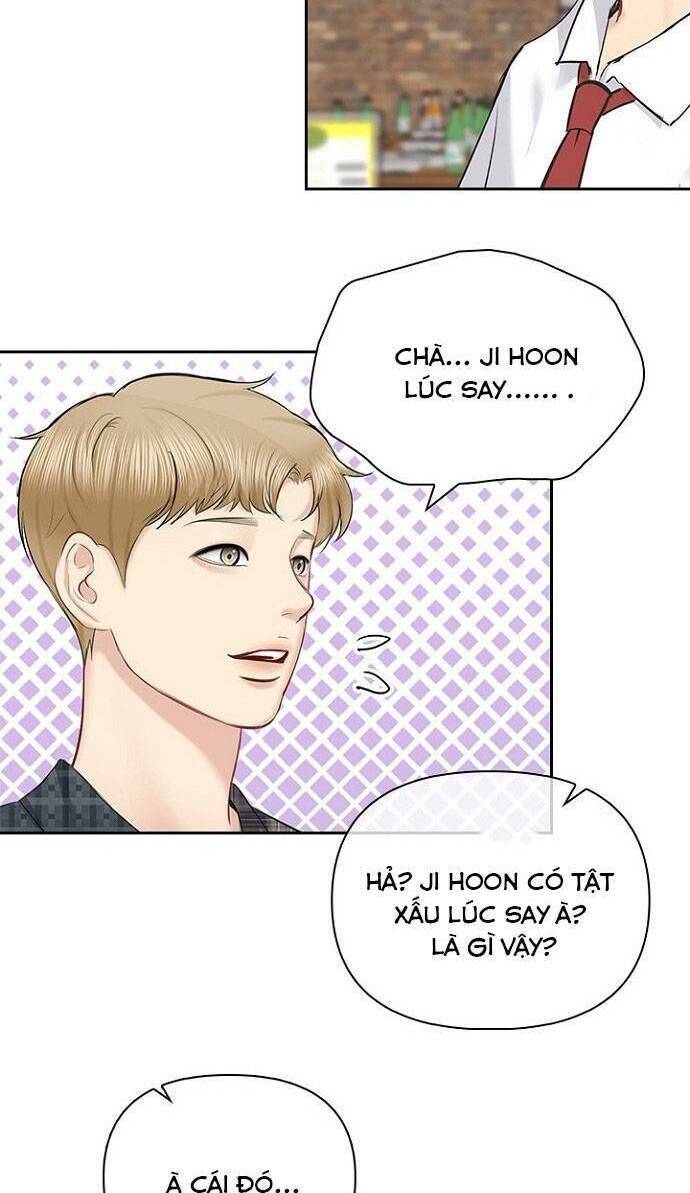 CHÀ... JI HOON
LÚC SAY...... .
HẢ? JI HOON CÓ TẬT
XẤU LÚC SAY À?
LÀ GÌ VẬY?
À CÁI ĐÓ...